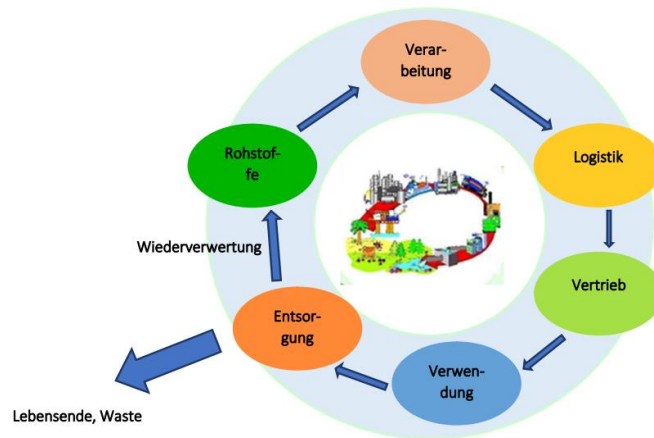 Verar-
beitung
Rohstof-
fe
Logistik
Wiederverwertung
Vertrieb
Entsor-
gung
Verwen-
dung
Lebensende, Waste